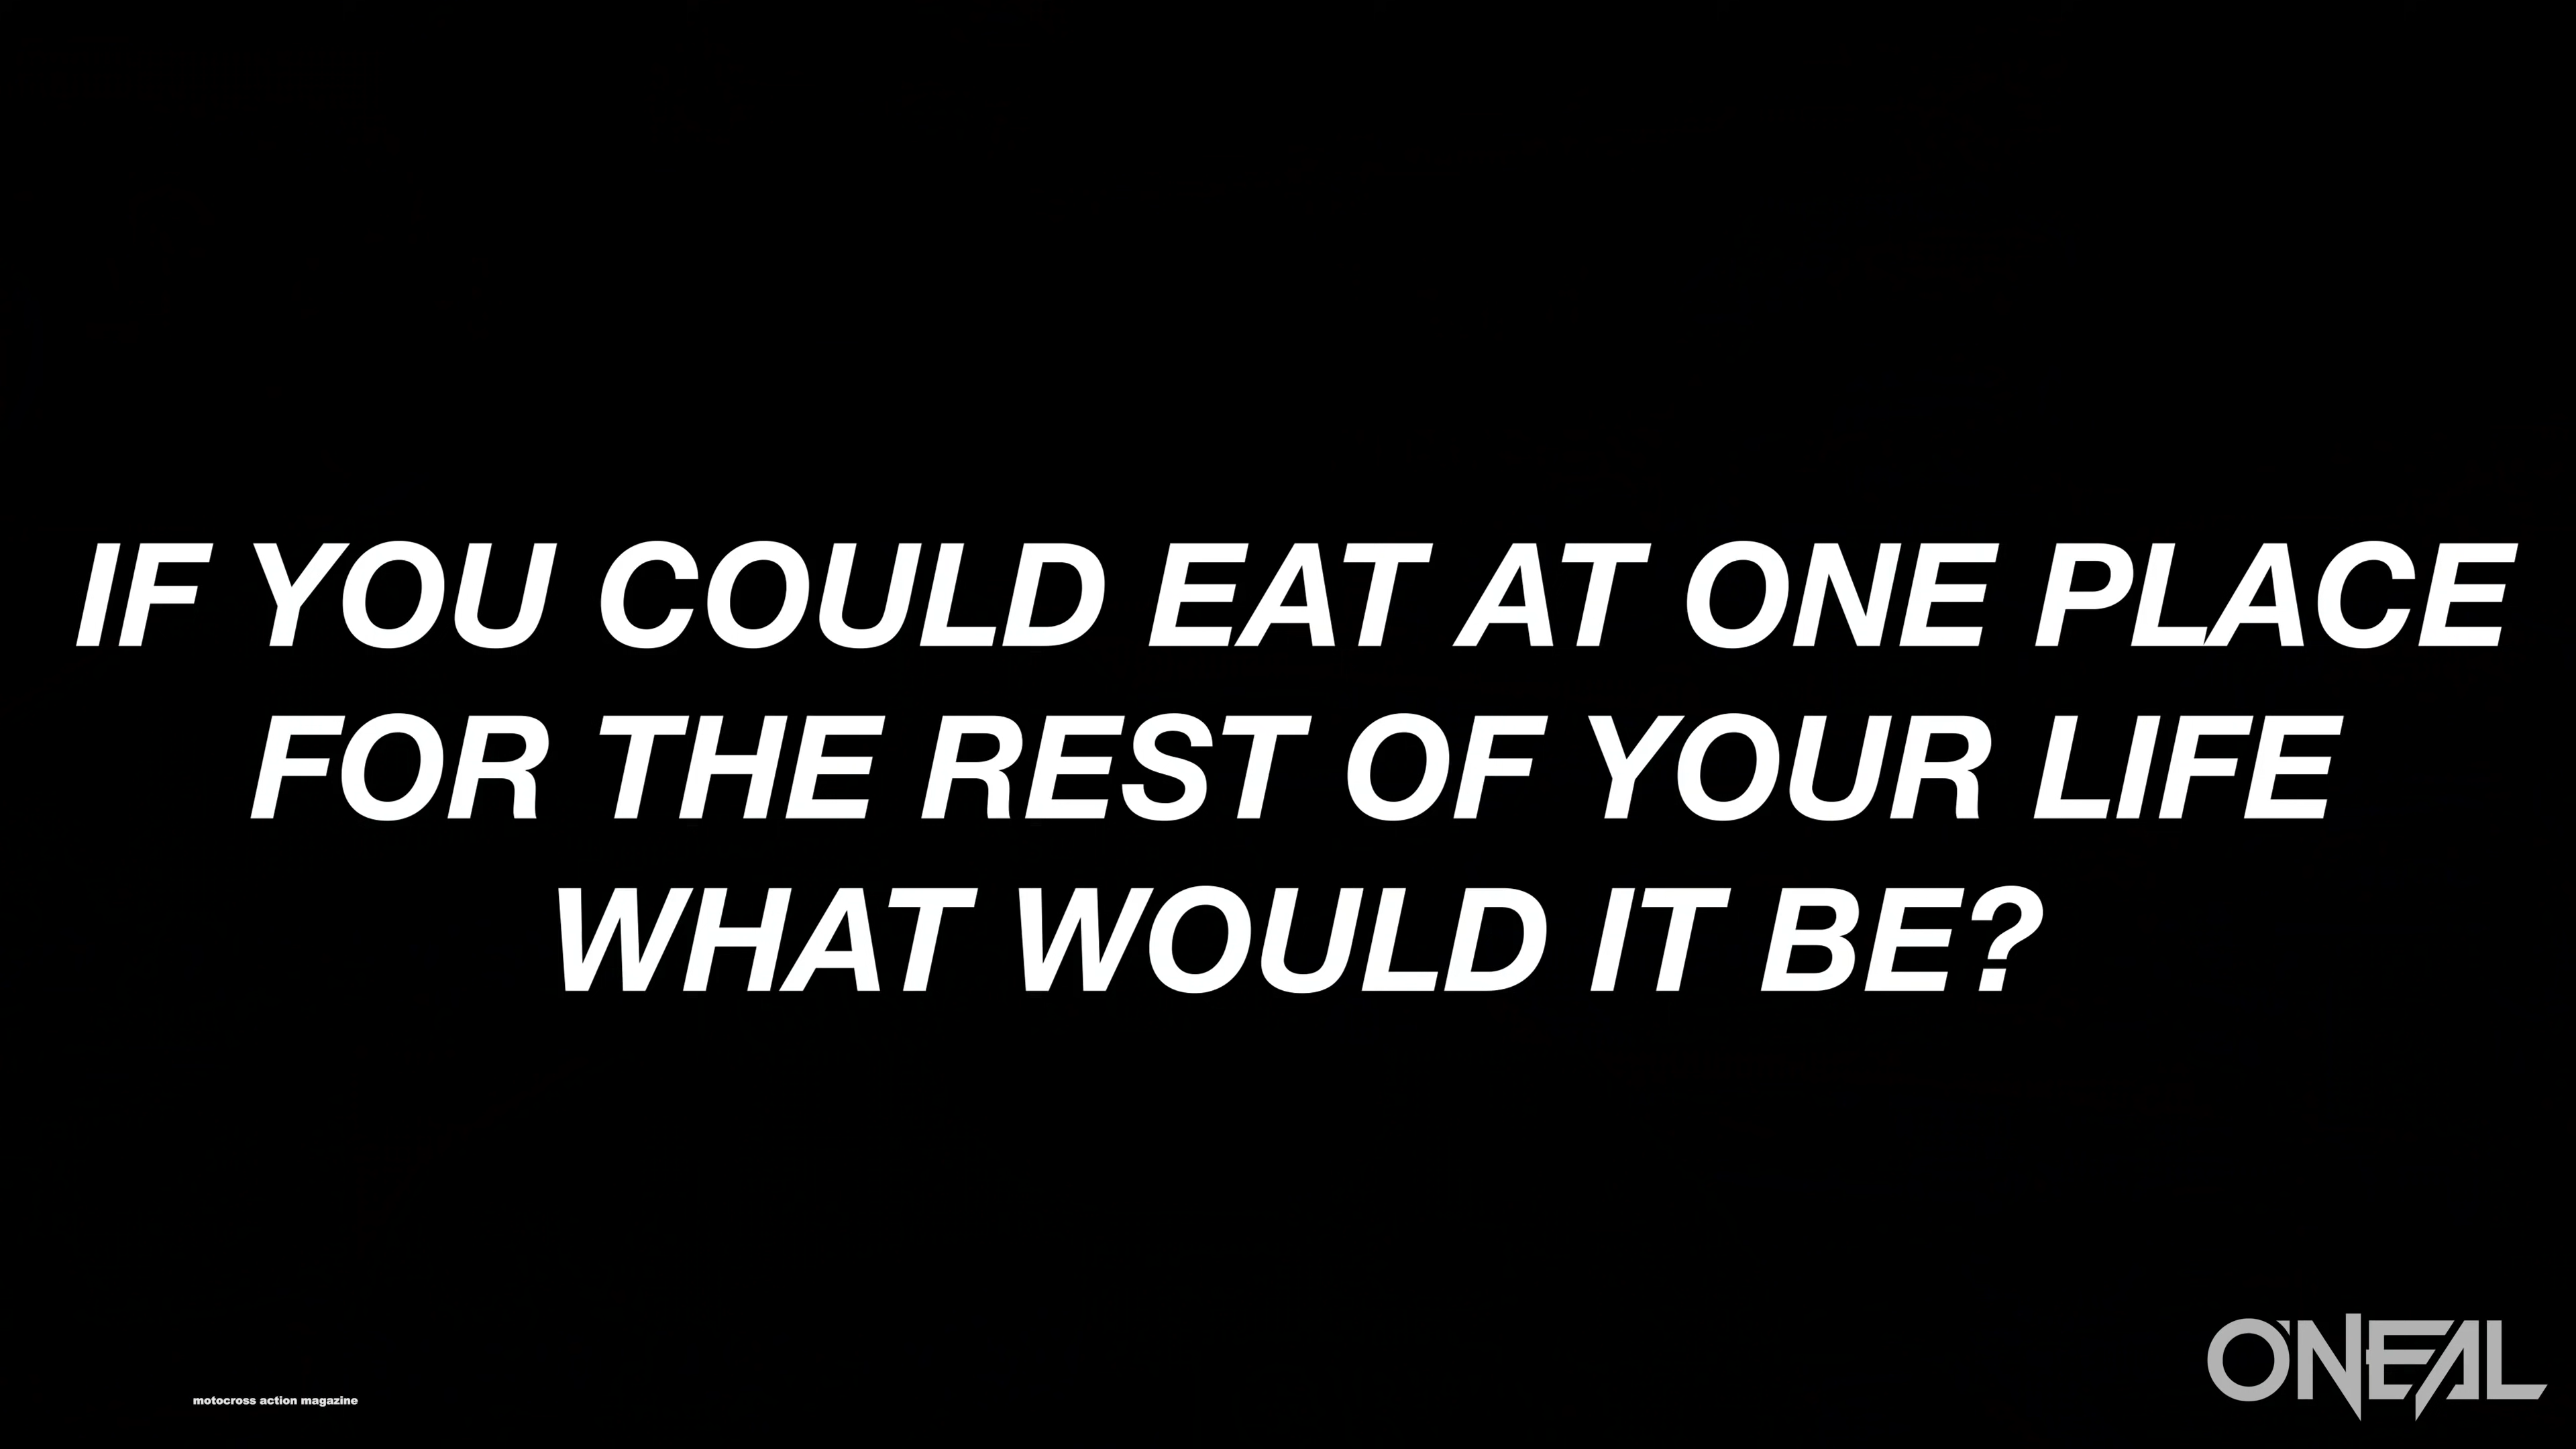 IF YOU COULD EAT AT ONE PLACE
FOR THE REST OF YOUR LIFE
WHAT WOULD IT BE?
motocross action magazine
O'NEAL